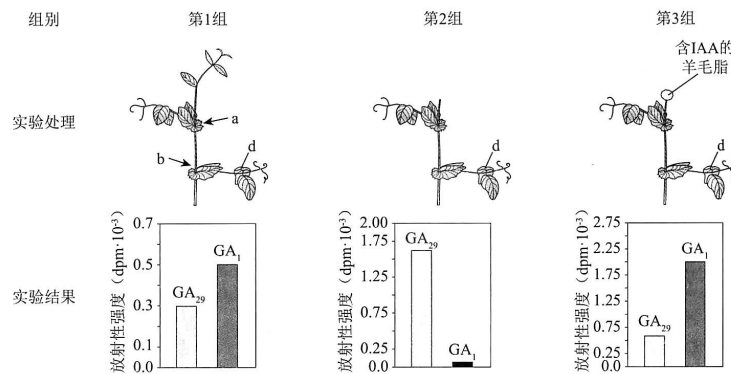 组别 第1组 第2组 第3组
含IAA的
羊毛脂
实验处理
a
b
d
d
d
实验结果
放射性强度（dpm·10⁻³）
0.7
0.5
0.3
0.1
0.0
GA₂₉
GA₁
放射性强度（dpm·10⁻³）
2.00
1.75
1.25
0.75
0.25
0.00
GA₂₉
GA₁
放射性强度（dpm·10⁻³）
2.75
2.25
1.75
1.25
0.75
0.25
0.00
GA₂₉
GA₁